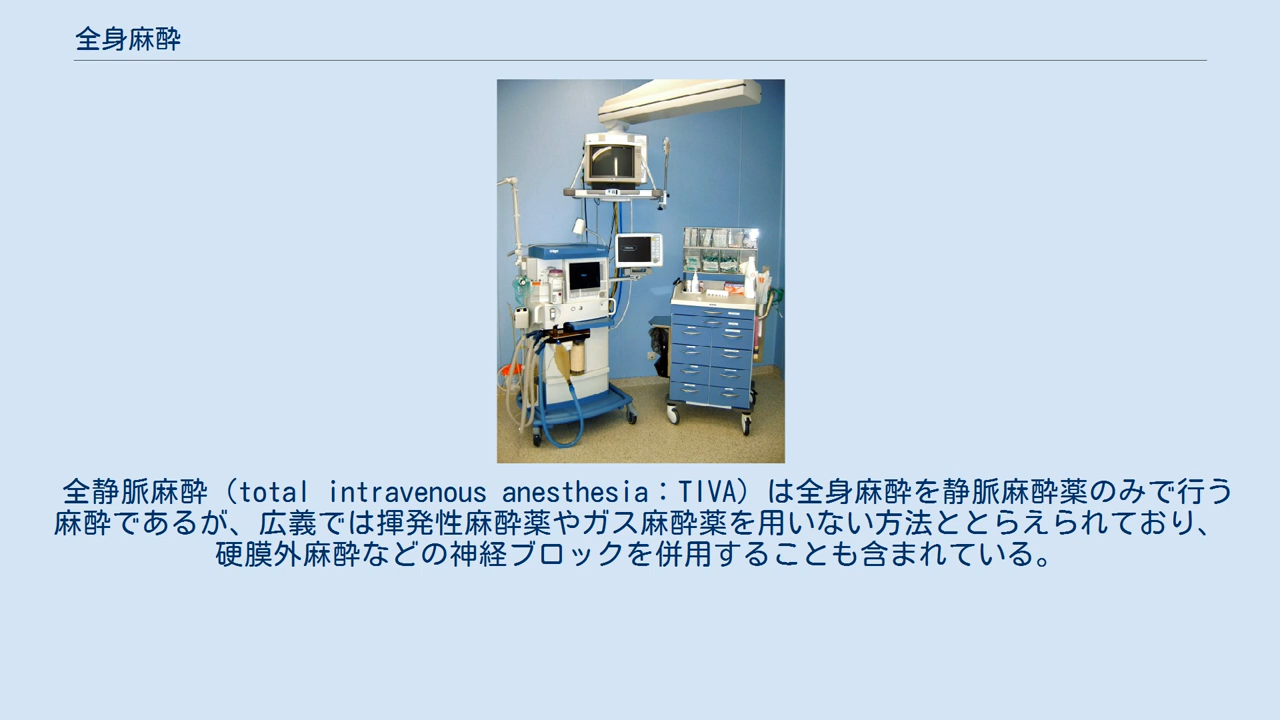 全身麻酔
全静脈麻酔（total intravenous anesthesia：TIVA）は全身麻酔を静脈麻酔薬のみで行う
麻酔であるが、広義では揮発性麻酔薬やガス麻酔薬を用いない方法ととらえられており、
硬膜外麻酔などの神経ブロックを併用することも含まれている。